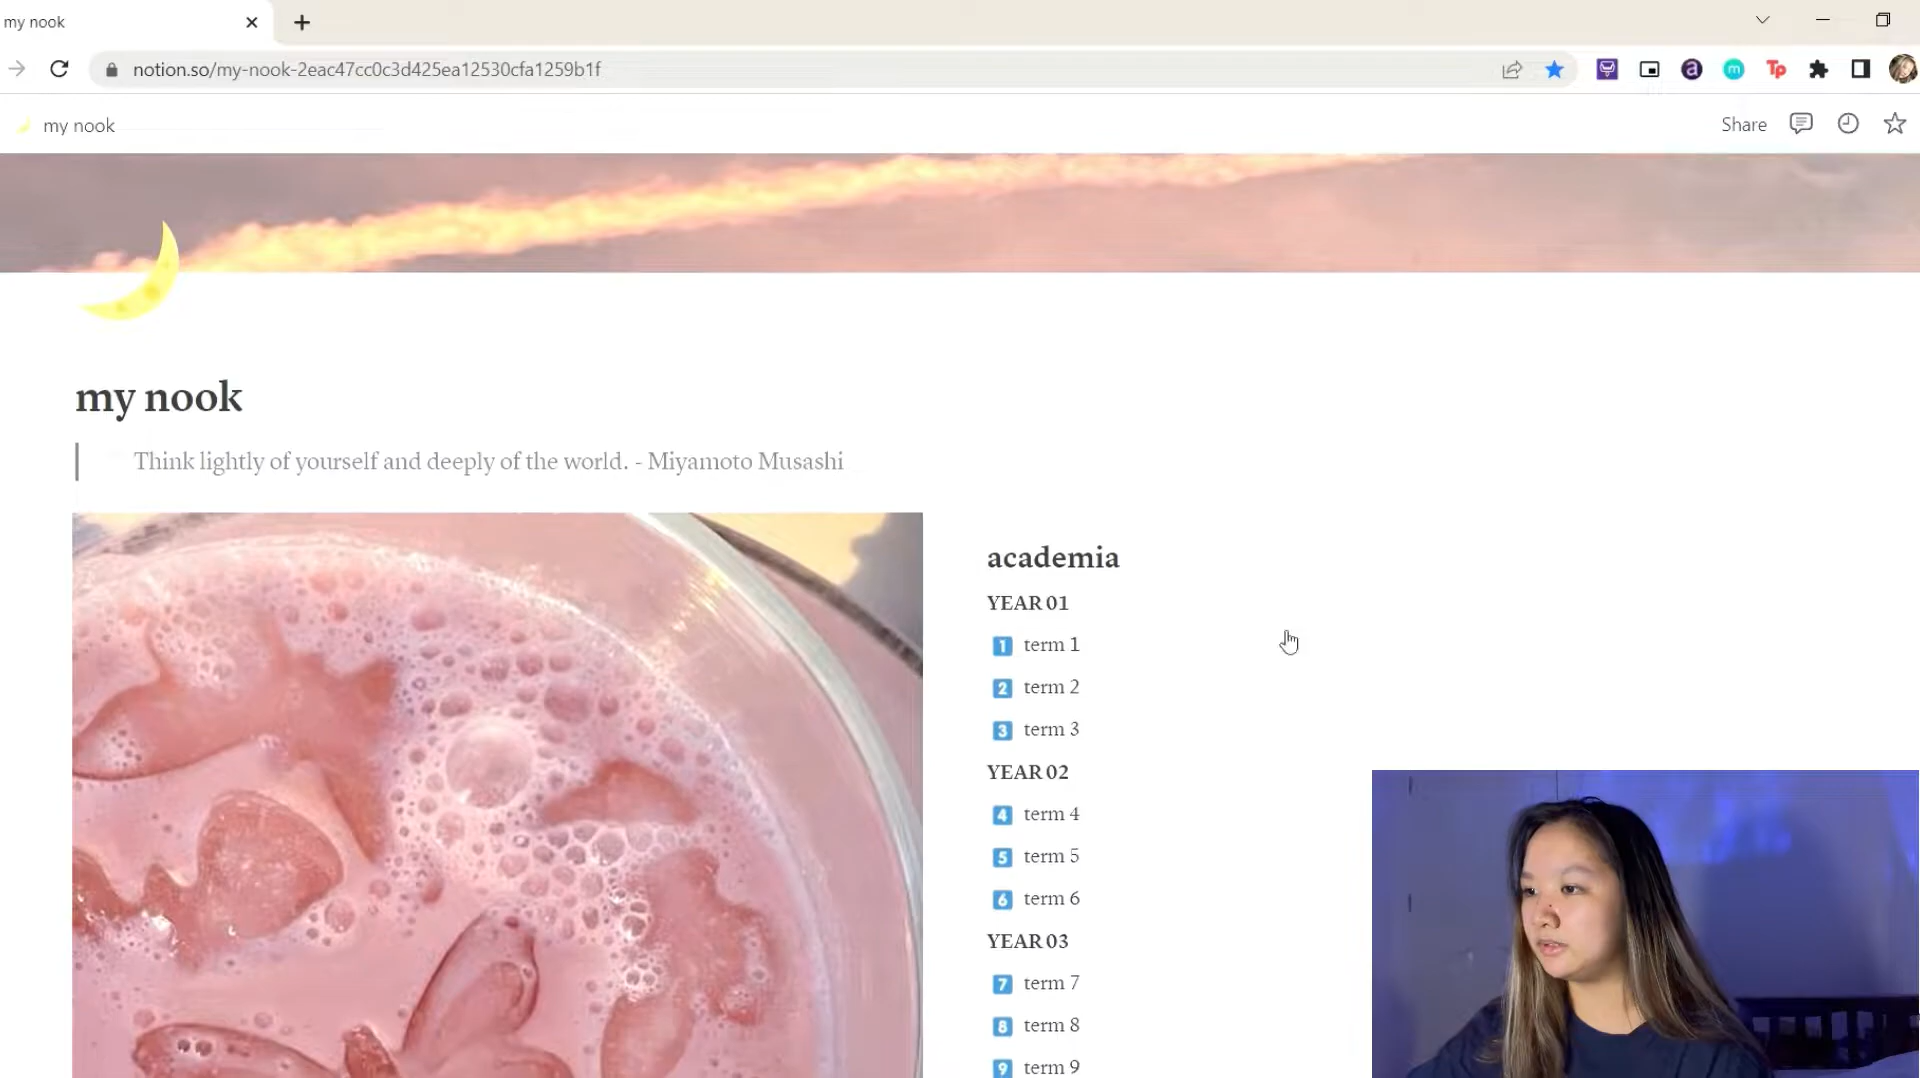 my nook
notion.so/my-nook-2eac47cc0c3d425ea12530cfa1259b1f
a
m
Tp
my nook
Share
my nook
Think lightly of yourself and deeply of the world. - Miyamoto Musashi
academia
YEAR 01
1 term 1
2 term 2
3 term 3
YEAR 02
4 term 4
5 term 5
6 term 6
YEAR 03
7 term 7
8 term 8
9 term 9